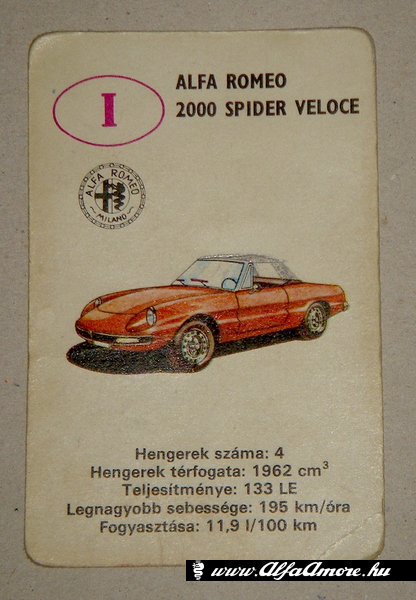 I
ALFA ROMEO
2000 SPIDER VELOCE
ALFA ROMEO
MILANO
Hengerek száma: 4
Hengerek térfogata: 1962 cm³
Teljesítménye: 133 LE
Legnagyobb sebessége: 195 km/óra
Fogyasztása: 11,9 l/100 km
www.AlfaAmore.hu